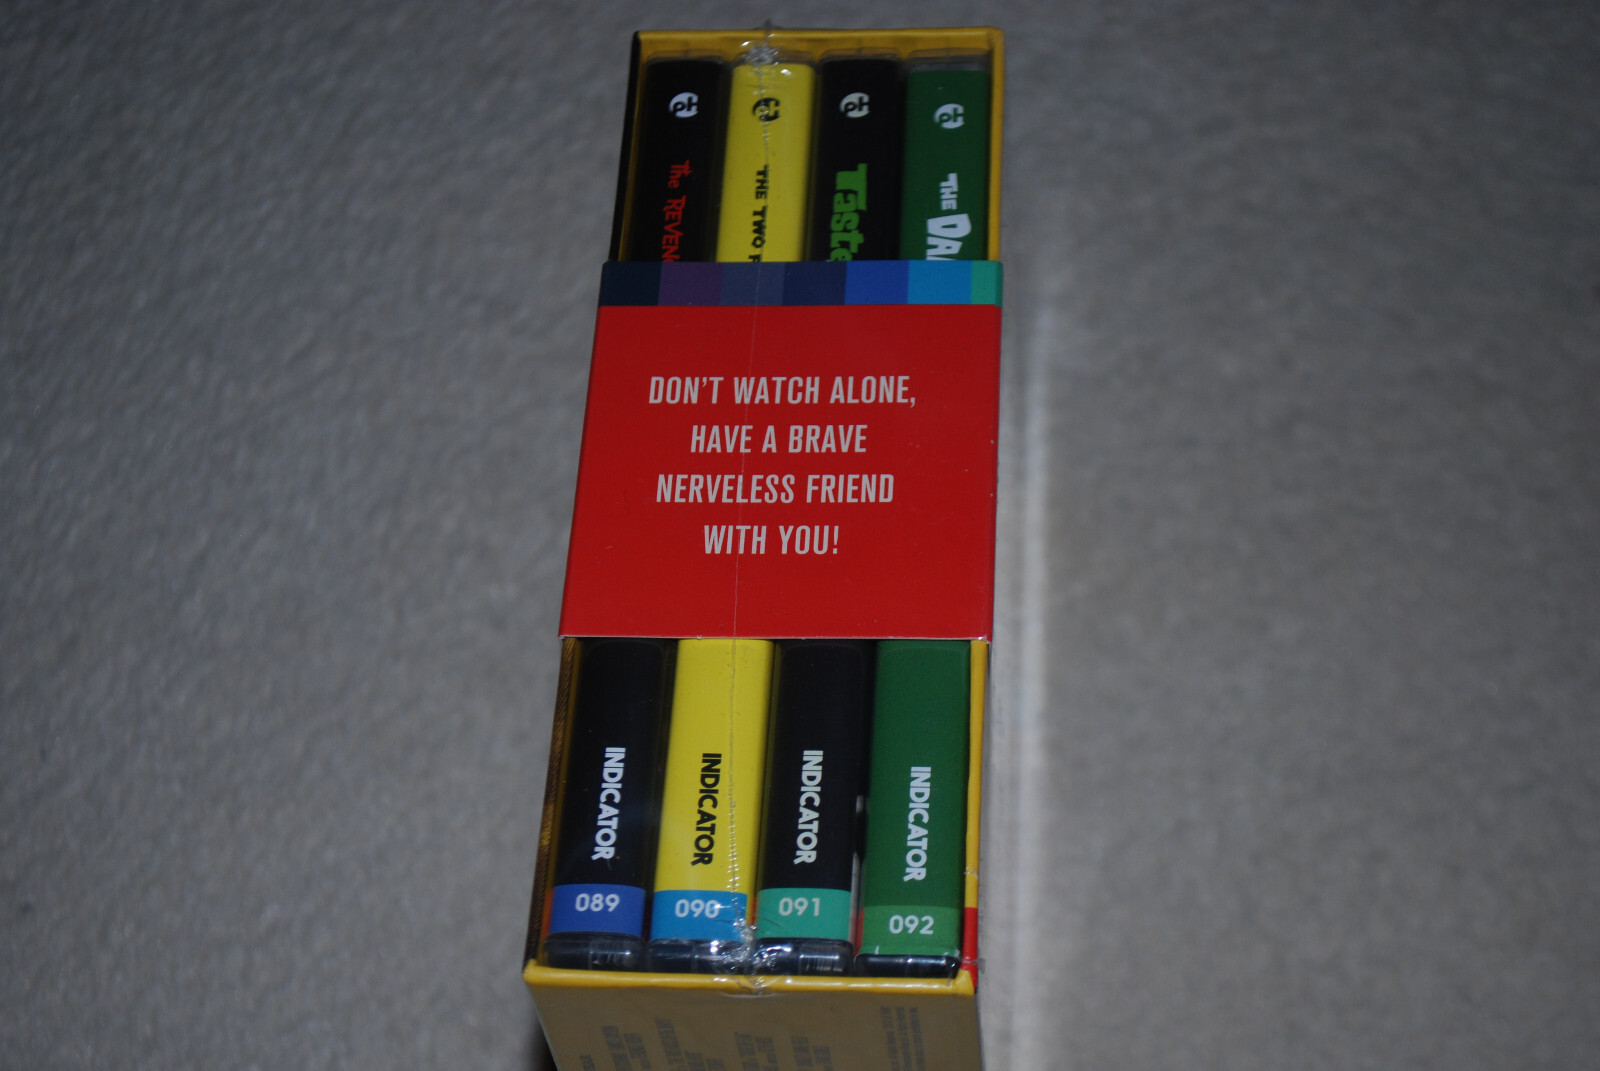 The REVEN
THE TWO F
Taste
THE DA
DON'T WATCH ALONE,
HAVE A BRAVE
NERVELESS FRIEND
WITH YOU!
INDICATOR
INDICATOR
INDICATOR
INDICATOR
089
090
091
092